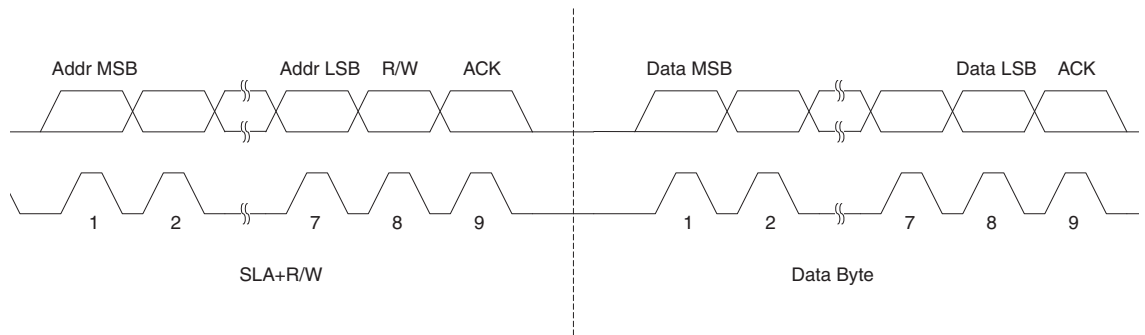 Addr MSB Addr LSB R/W ACK Data MSB Data LSB ACK
1 2 7 8 9 1 2 7 8 9
SLA+R/W Data Byte